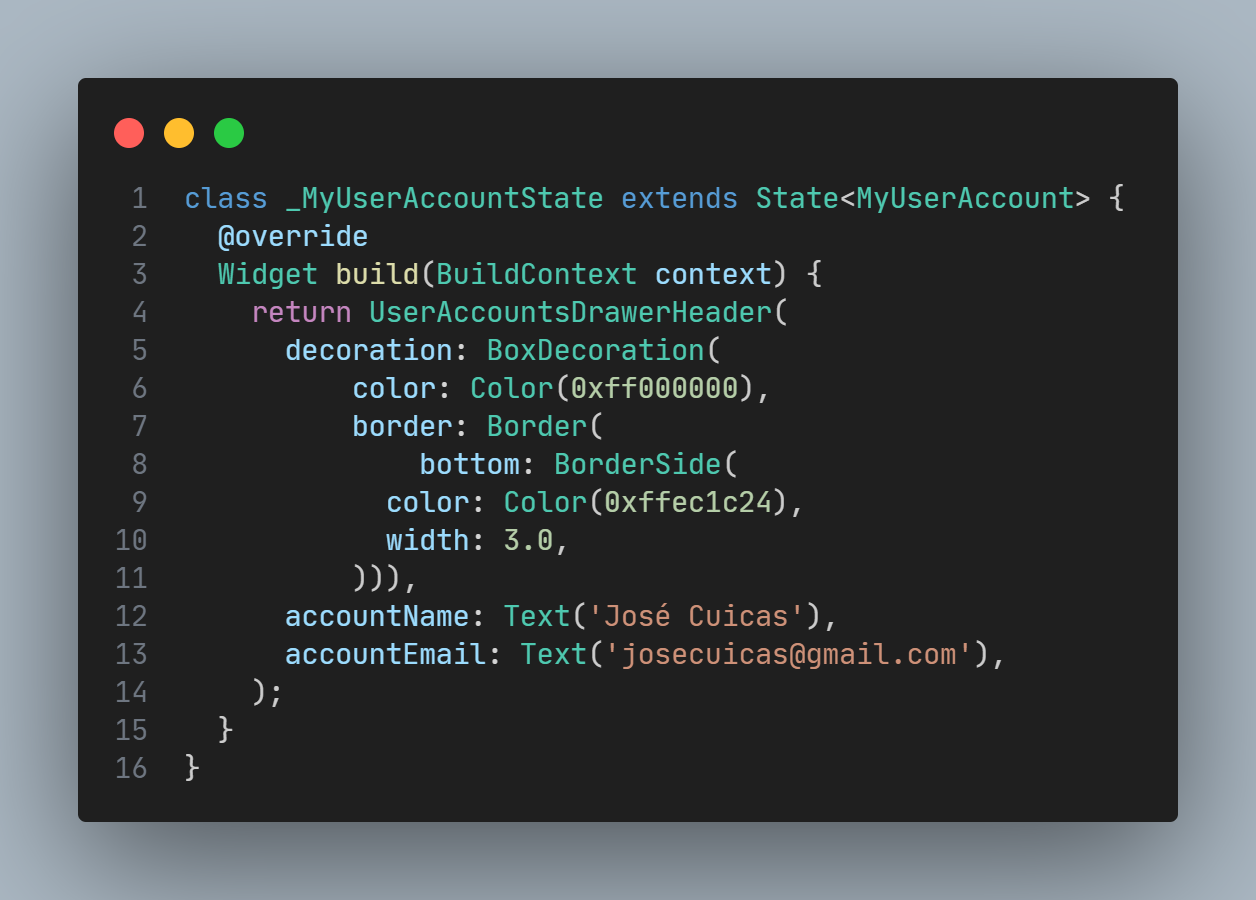 1 class _MyUserAccountState extends State<MyUserAccount> {
2   @override
3   Widget build(BuildContext context) {
4     return UserAccountsDrawerHeader(
5       decoration: BoxDecoration(
6           color: Color(0xff000000),
7           border: Border(
8               bottom: BorderSide(
9             color: Color(0xffec1c24),
10             width: 3.0,
11           ))),
12       accountName: Text('José Cuicas'),
13       accountEmail: Text('josecuicas@gmail.com'),
14     );
15   }
16 }